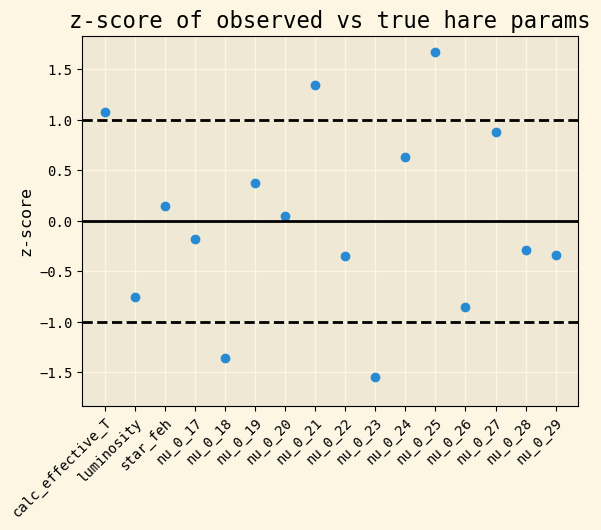 z-score of observed vs true hare params
z-score
1.5
1.0
0.5
0.0
−0.5
−1.0
−1.5
calc_effective_T
luminosity
star_feh
nu_0_17
nu_0_18
nu_0_19
nu_0_20
nu_0_21
nu_0_22
nu_0_23
nu_0_24
nu_0_25
nu_0_26
nu_0_27
nu_0_28
nu_0_29